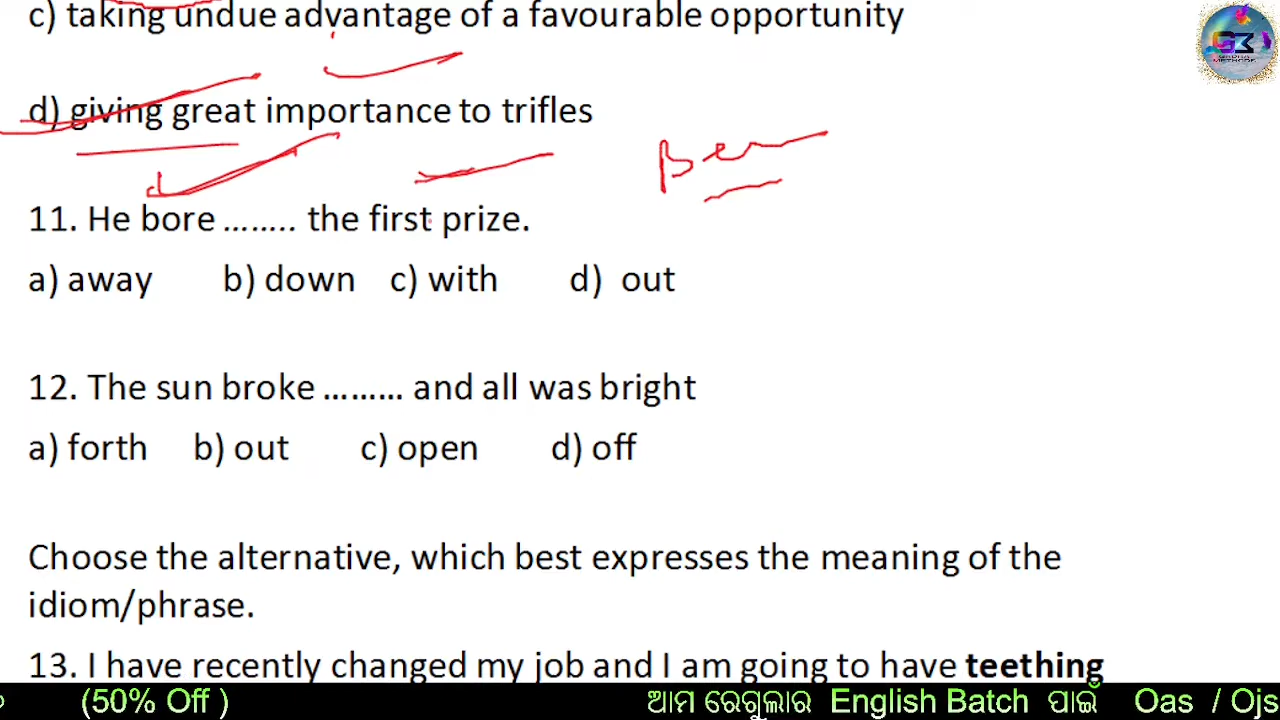 c) taking undue advantage of a favourable opportunity
d) giving great importance to trifles
11. He bore …….. the first prize.
a) away b) down c) with d) out
12. The sun broke ……… and all was bright
a) forth b) out c) open d) off
Choose the alternative, which best expresses the meaning of the
idiom/phrase.
13. I have recently changed my job and I am going to have teething
(50% Off ) ଆମ ରେଗୁଲାର English Batch ପାଇଁ Oas / Ojs